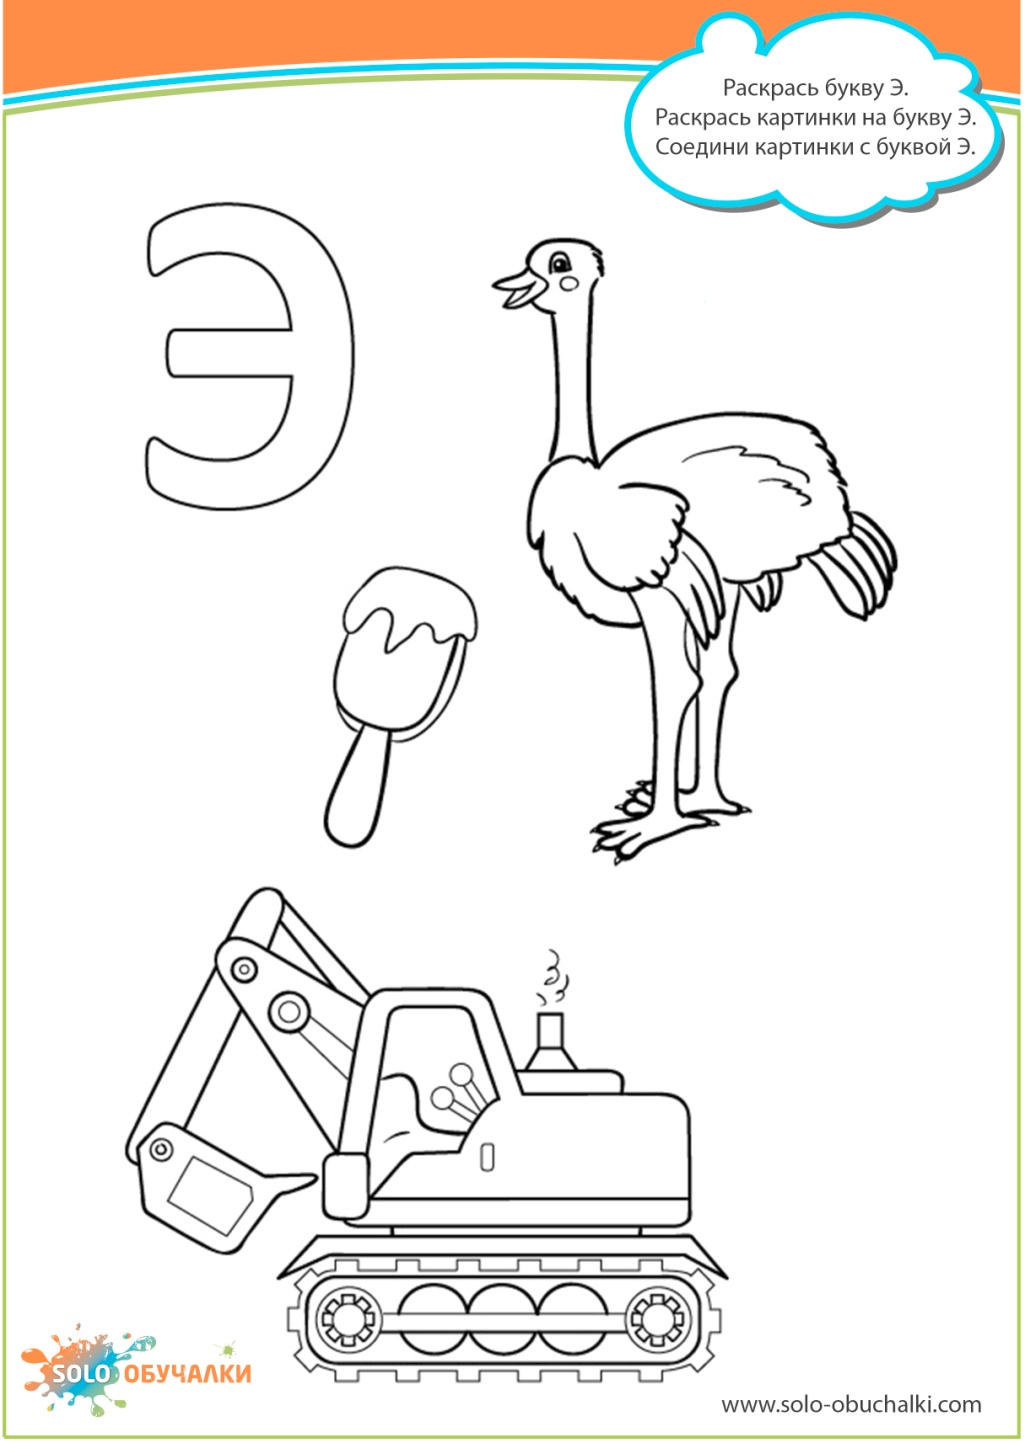 Раскрась букву Э.
Раскрась картинки на букву Э.
Соедини картинки с буквой Э.
Э
SOLO ОБУЧАЛКИ
www.solo-obuchalki.com